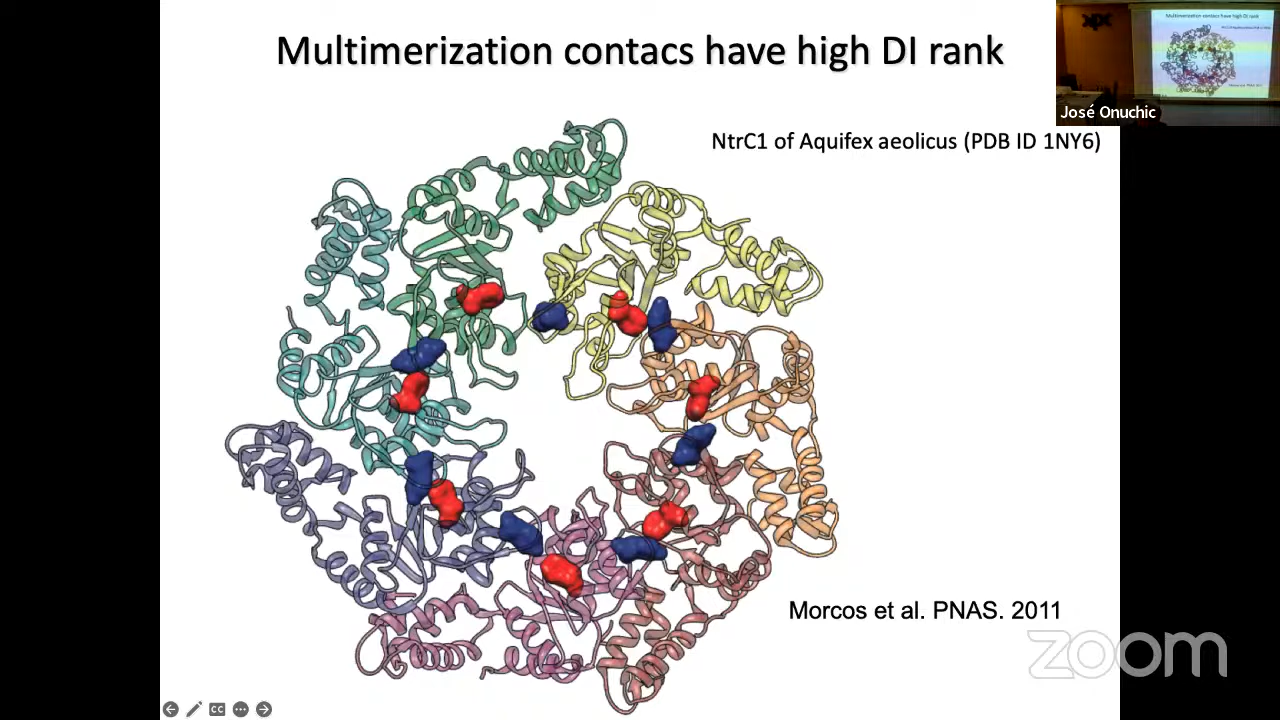 Multimerization contacs have high DI rank
José Onuchic
NtrC1 of Aquifex aeolicus (PDB ID 1NY6)
Morcos et al. PNAS. 2011
zoom
CC